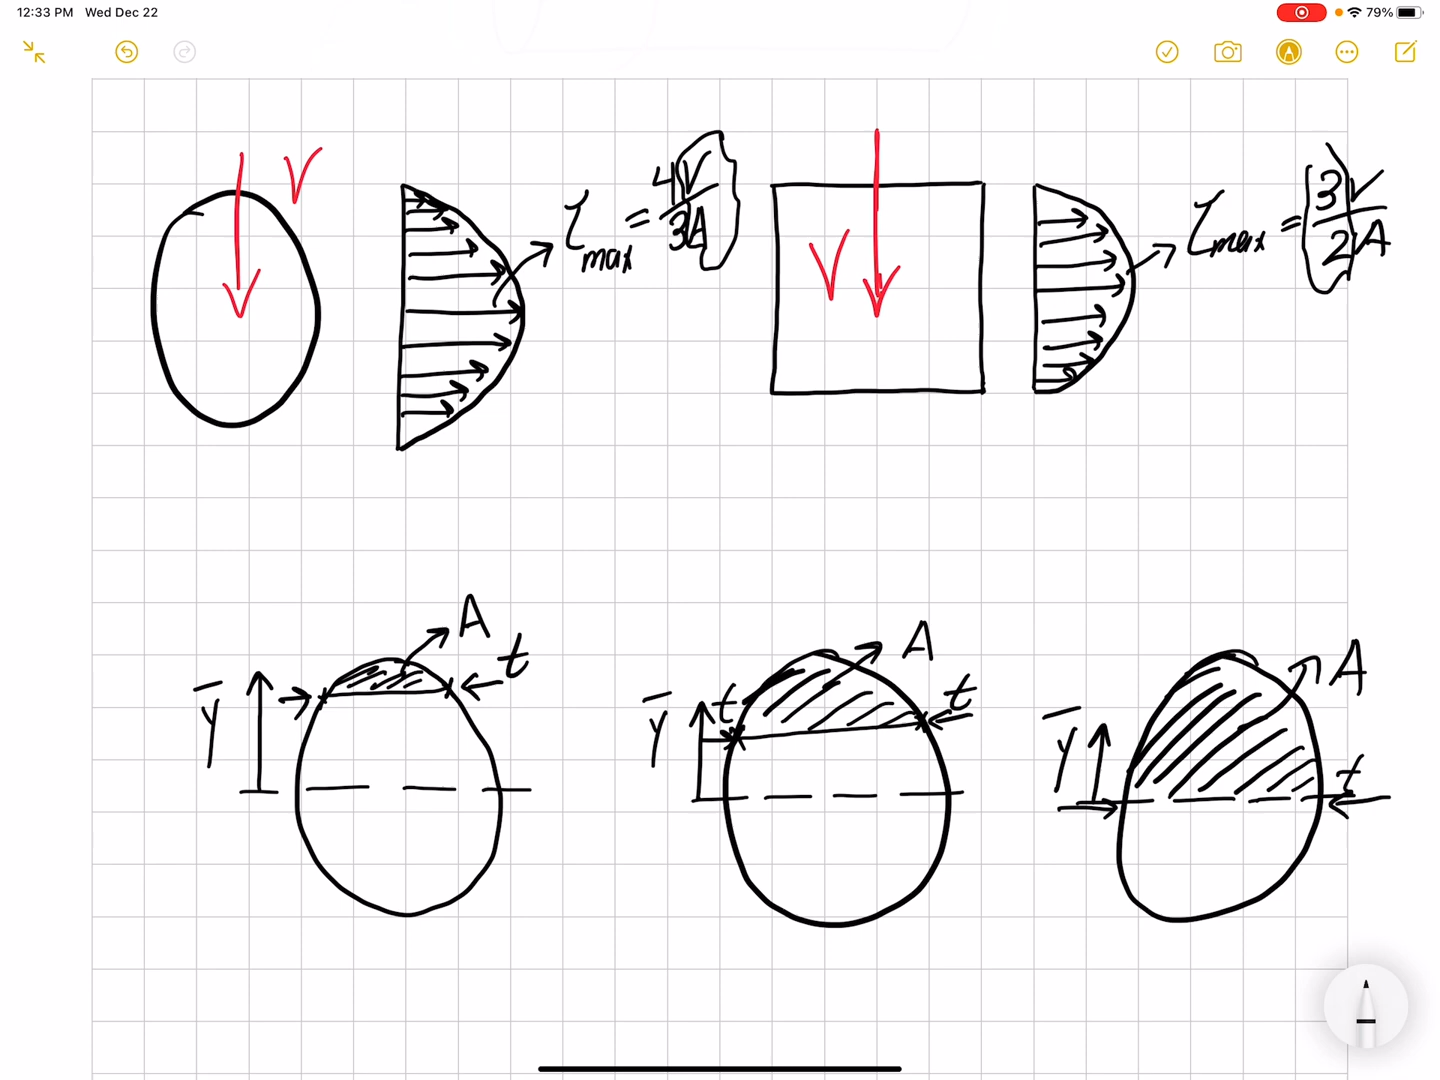 12:33 PM Wed Dec 22
79%
V
τmax = 4V/3A
V
τmax = 3V/2A
A
t
y̅
A
t
t
y̅
A
t
y̅